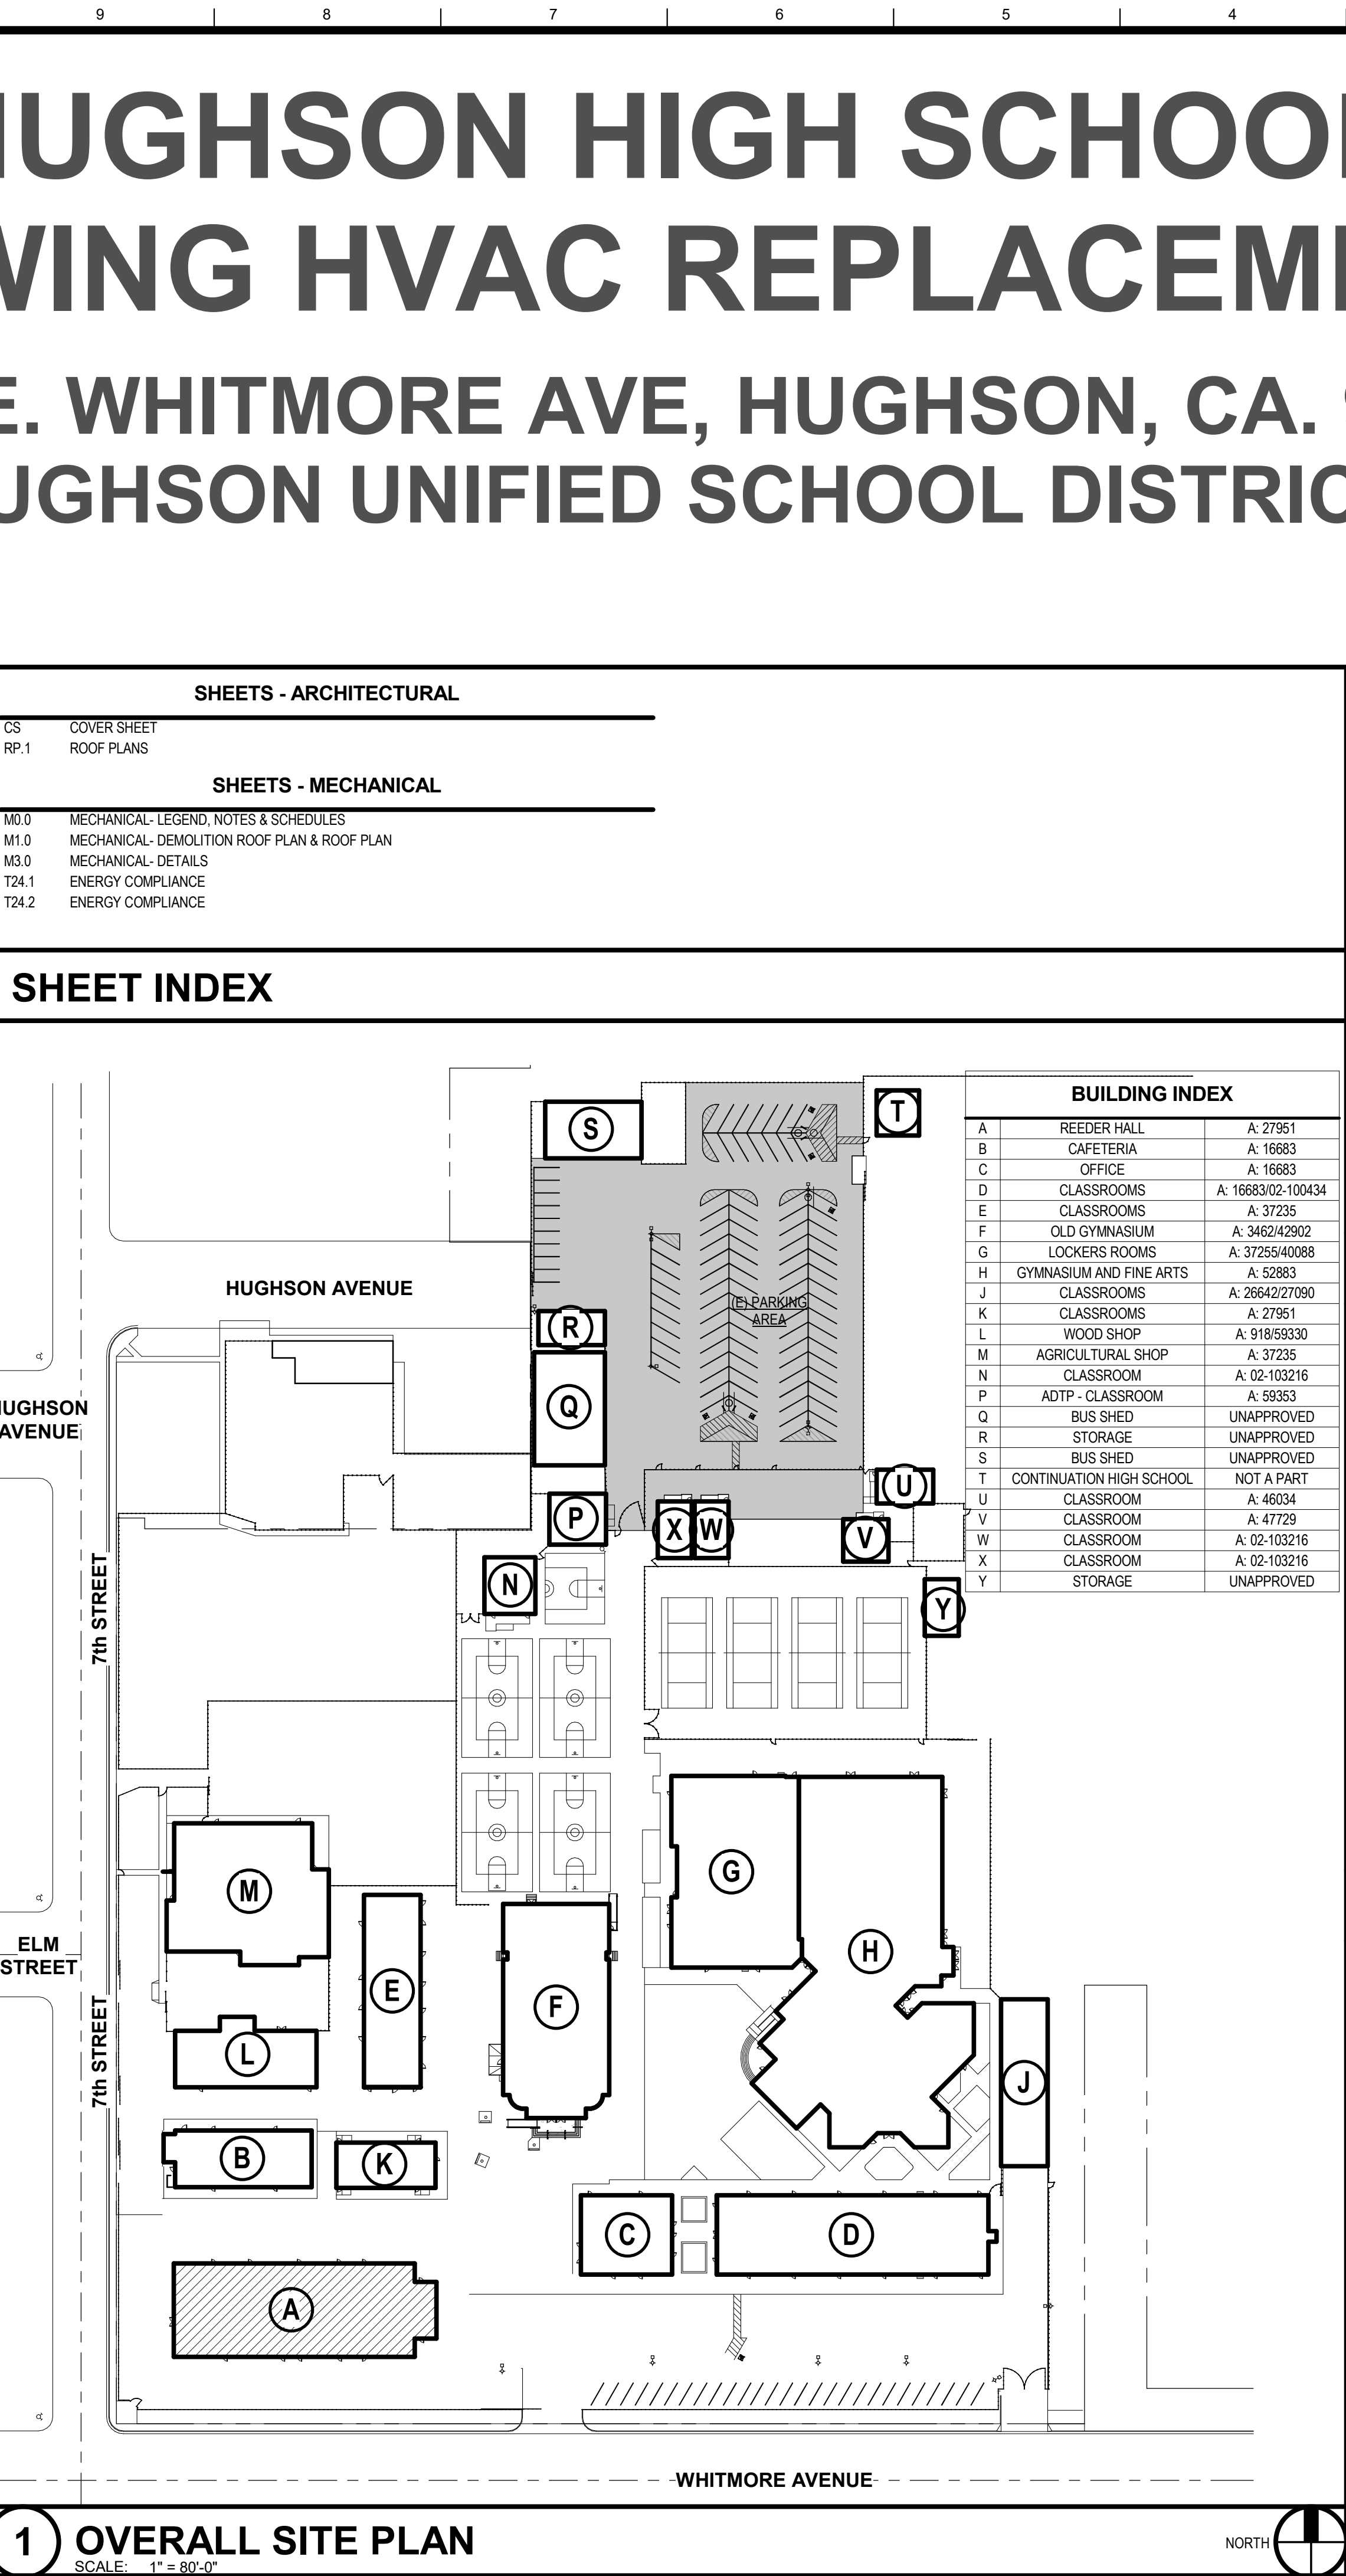 9 8 7 6 5 4
HUGHSON HIGH SCHOOL
WING HVAC REPLACEM
E. WHITMORE AVE, HUGHSON, CA.
UGHSON UNIFIED SCHOOL DISTRIC
SHEETS - ARCHITECTURAL
CS COVER SHEET
RP.1 ROOF PLANS
SHEETS - MECHANICAL
M0.0 MECHANICAL- LEGEND, NOTES & SCHEDULES
M1.0 MECHANICAL- DEMOLITION ROOF PLAN & ROOF PLAN
M3.0 MECHANICAL- DETAILS
T24.1 ENERGY COMPLIANCE
T24.2 ENERGY COMPLIANCE
SHEET INDEX
BUILDING INDEX
A REEDER HALL A: 27951
B CAFETERIA A: 16683
C OFFICE A: 16683
D CLASSROOMS A: 16683/02-100434
E CLASSROOMS A: 37235
F OLD GYMNASIUM A: 3462/42902
G LOCKERS ROOMS A: 37255/40088
H GYMNASIUM AND FINE ARTS A: 52883
J CLASSROOMS A: 26642/27090
K CLASSROOMS A: 27951
L WOOD SHOP A: 918/59330
M AGRICULTURAL SHOP A: 37235
N CLASSROOM A: 02-103216
P ADTP - CLASSROOM A: 59353
Q BUS SHED UNAPPROVED
R STORAGE UNAPPROVED
S BUS SHED UNAPPROVED
T CONTINUATION HIGH SCHOOL NOT A PART
U CLASSROOM A: 46034
V CLASSROOM A: 47729
W CLASSROOM A: 02-103216
X CLASSROOM A: 02-103216
Y STORAGE UNAPPROVED
S
T
HUGHSON AVENUE
(E) PARKING
AREA
R
Q
HUGHSON
AVENUE
U
P
X
W
V
N
Y
7th STREET
G
M
H
ELM
STREET
E
F
L
7th STREET
J
B
K
C
D
A
WHITMORE AVENUE
1 OVERALL SITE PLAN
SCALE: 1" = 80'-0"
NORTH